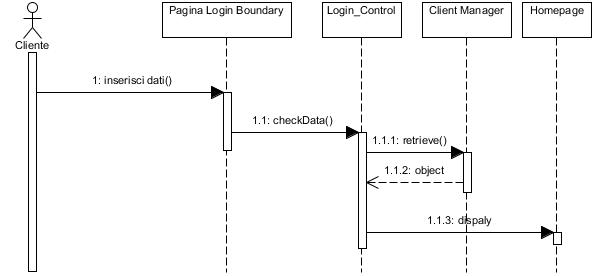 Pagina Login Boundary
Login_Control
Client Manager
Homepage
Cliente
1: inserisci dati()
1.1: checkData()
1.1.1: retrieve()
1.1.2: object
1.1.3: dispaly